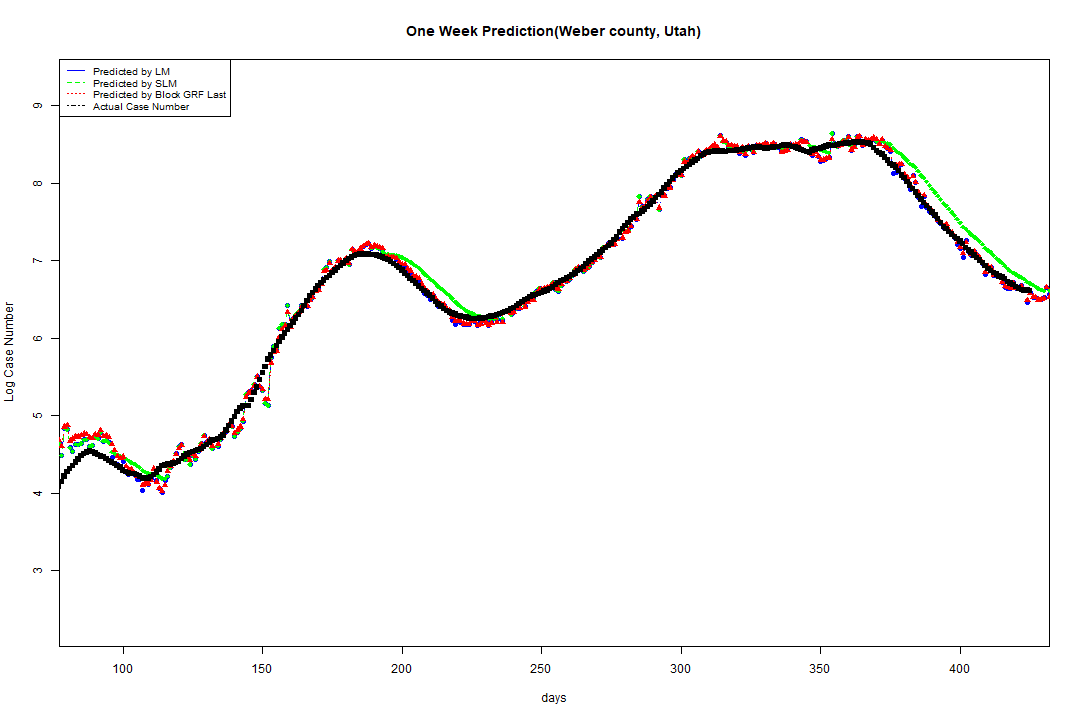 One Week Prediction(Weber county, Utah)
Predicted by LM
Predicted by SLM
Predicted by Block GRF Last
Actual Case Number
9
8
7
6
5
4
3
Log Case Number
100 150 200 250 300 350 400
days